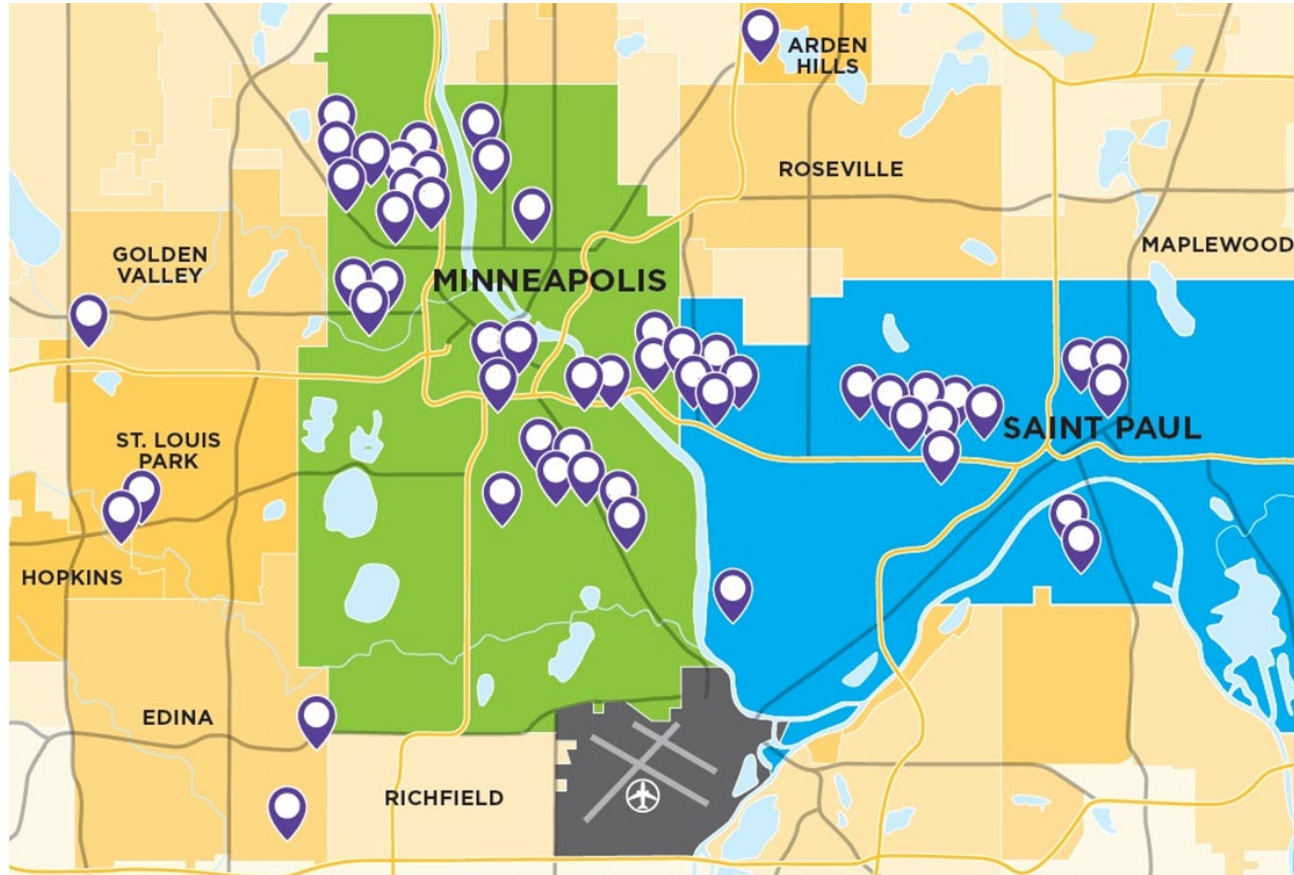 ARDEN
HILLS
ROSEVILLE
MAPLEWOOD
GOLDEN
VALLEY
MINNEAPOLIS
ST. LOUIS
PARK
SAINT PAUL
HOPKINS
EDINA
RICHFIELD